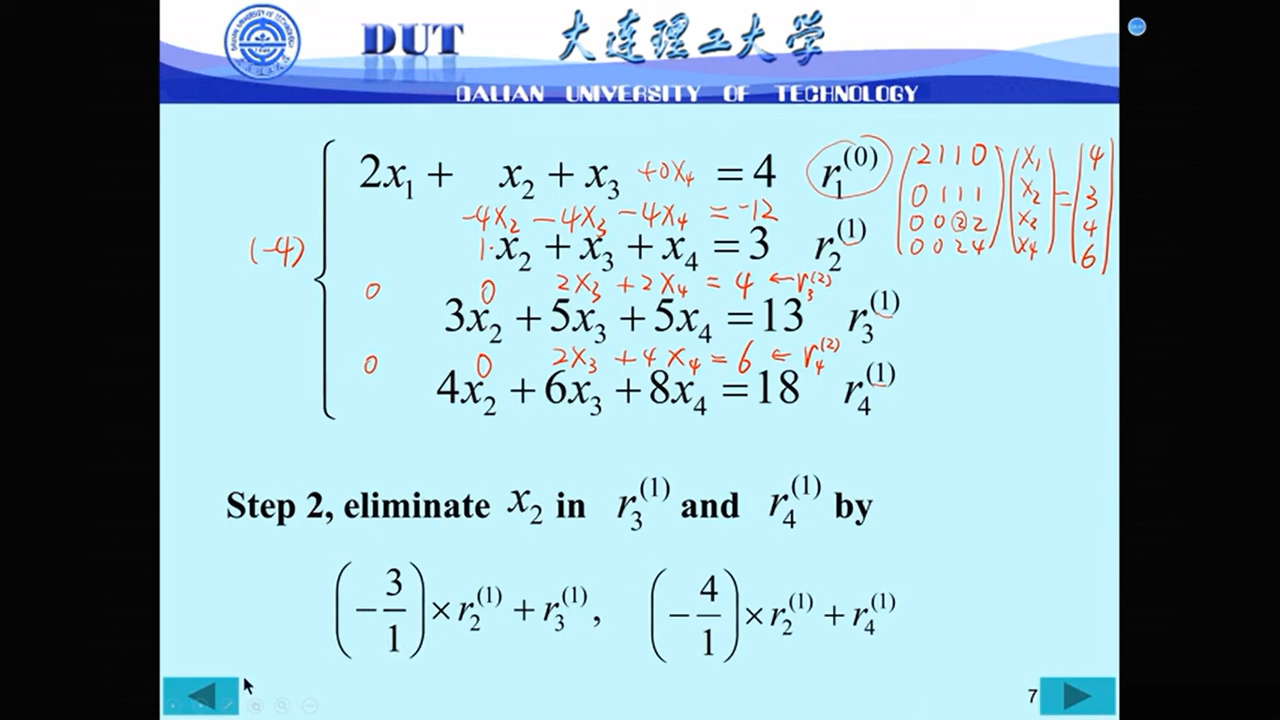 DUT 大连理工大学
DALIAN UNIVERSITY OF TECHNOLOGY
2x₁ + x₂ + x₃ +0x₄ = 4 r₁⁽⁰⁾
-4x₂ -4x₃ -4x₄ = -12
(-4) 1·x₂ + x₃ + x₄ = 3 r₂⁽¹⁾
0 0 2x₃ + 2x₄ = 4 ← r₃⁽²⁾
3x₂ + 5x₃ + 5x₄ = 13 r₃⁽¹⁾
0 0 2x₃ + 4x₄ = 6 ← r₄⁽²⁾
4x₂ + 6x₃ + 8x₄ = 18 r₄⁽¹⁾
2 1 1 0 x₁ 4
0 1 1 1 x₂ = 3
0 0 2 2 x₃ 4
0 0 2 4 x₄ 6
Step 2, eliminate x₂ in r₃⁽¹⁾ and r₄⁽¹⁾ by
(-3/1) × r₂⁽¹⁾ + r₃⁽¹⁾, (-4/1) × r₂⁽¹⁾ + r₄⁽¹⁾
7